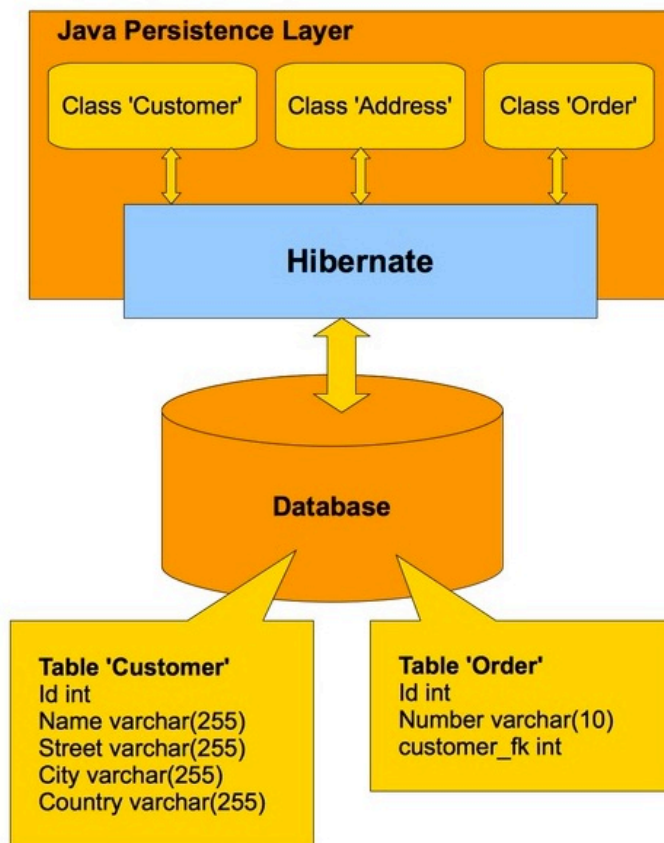 Java Persistence Layer
Class 'Customer'
Class 'Address'
Class 'Order'
Hibernate
Database
Table 'Customer'
Id int
Name varchar(255)
Street varchar(255)
City varchar(255)
Country varchar(255)
Table 'Order'
Id int
Number varchar(10)
customer_fk int